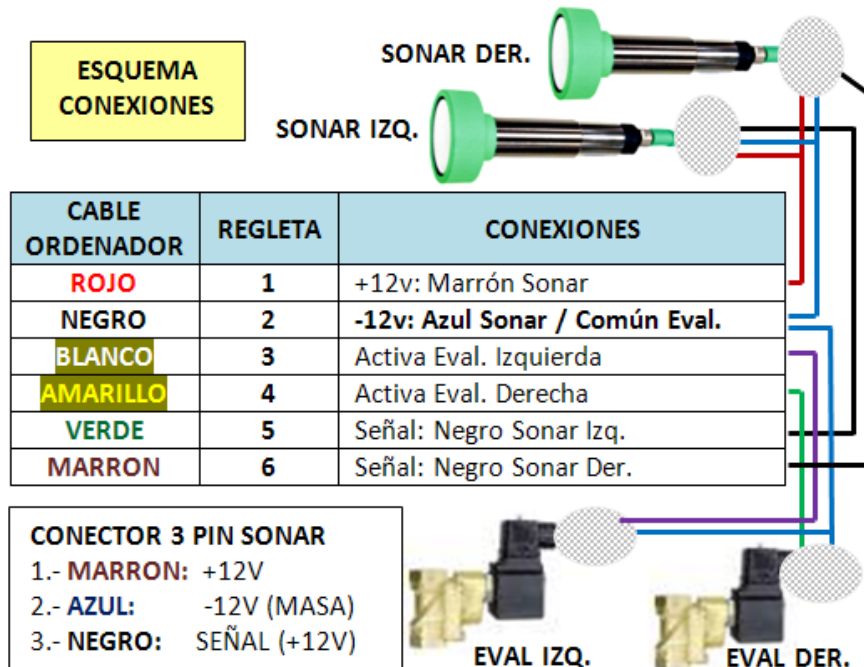 ESQUEMA
CONEXIONES
SONAR DER.
SONAR IZQ.
CABLE ORDENADOR REGLETA CONEXIONES
ROJO 1 +12v: Marrón Sonar
NEGRO 2 -12v: Azul Sonar / Común Eval.
BLANCO 3 Activa Eval. Izquierda
AMARILLO 4 Activa Eval. Derecha
VERDE 5 Señal: Negro Sonar Izq.
MARRON 6 Señal: Negro Sonar Der.
CONECTOR 3 PIN SONAR
1.- MARRON: +12V
2.- AZUL: -12V (MASA)
3.- NEGRO: SEÑAL (+12V)
EVAL IZQ.
EVAL DER.